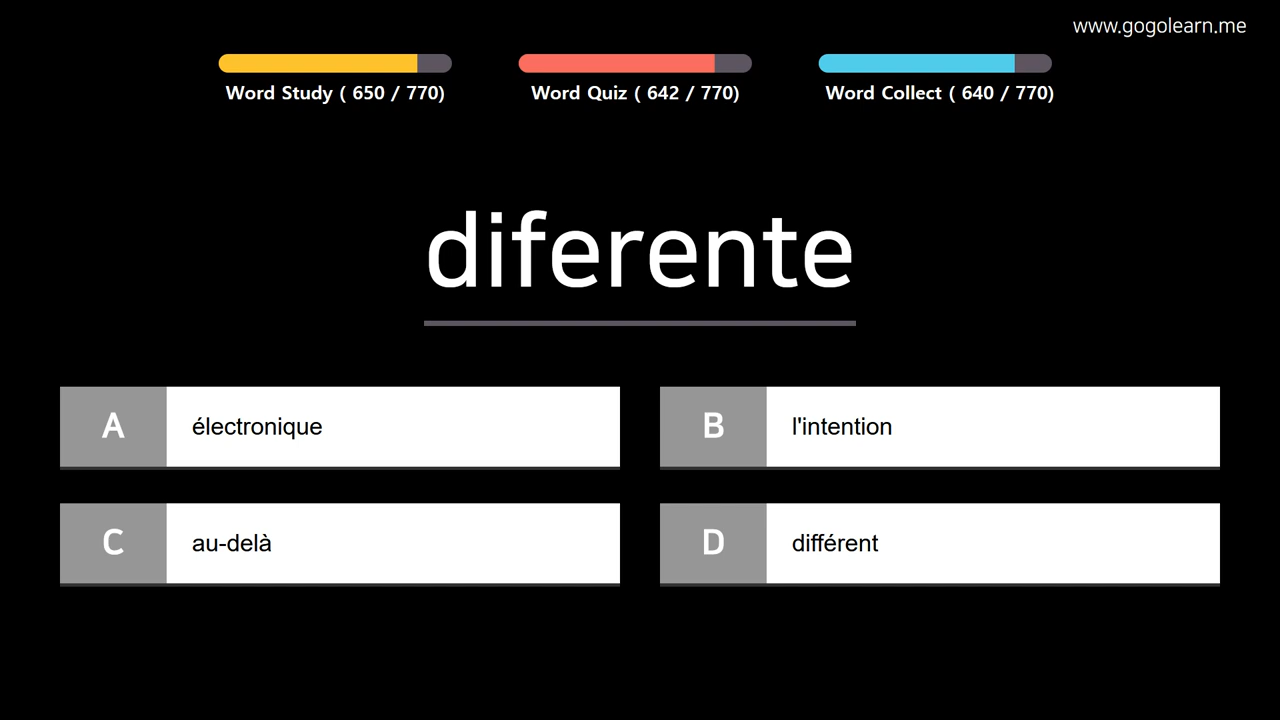 www.gogolearn.me
Word Study ( 650 / 770)
Word Quiz ( 642 / 770)
Word Collect ( 640 / 770)
diferente
A électronique
B l'intention
C au-delà
D différent